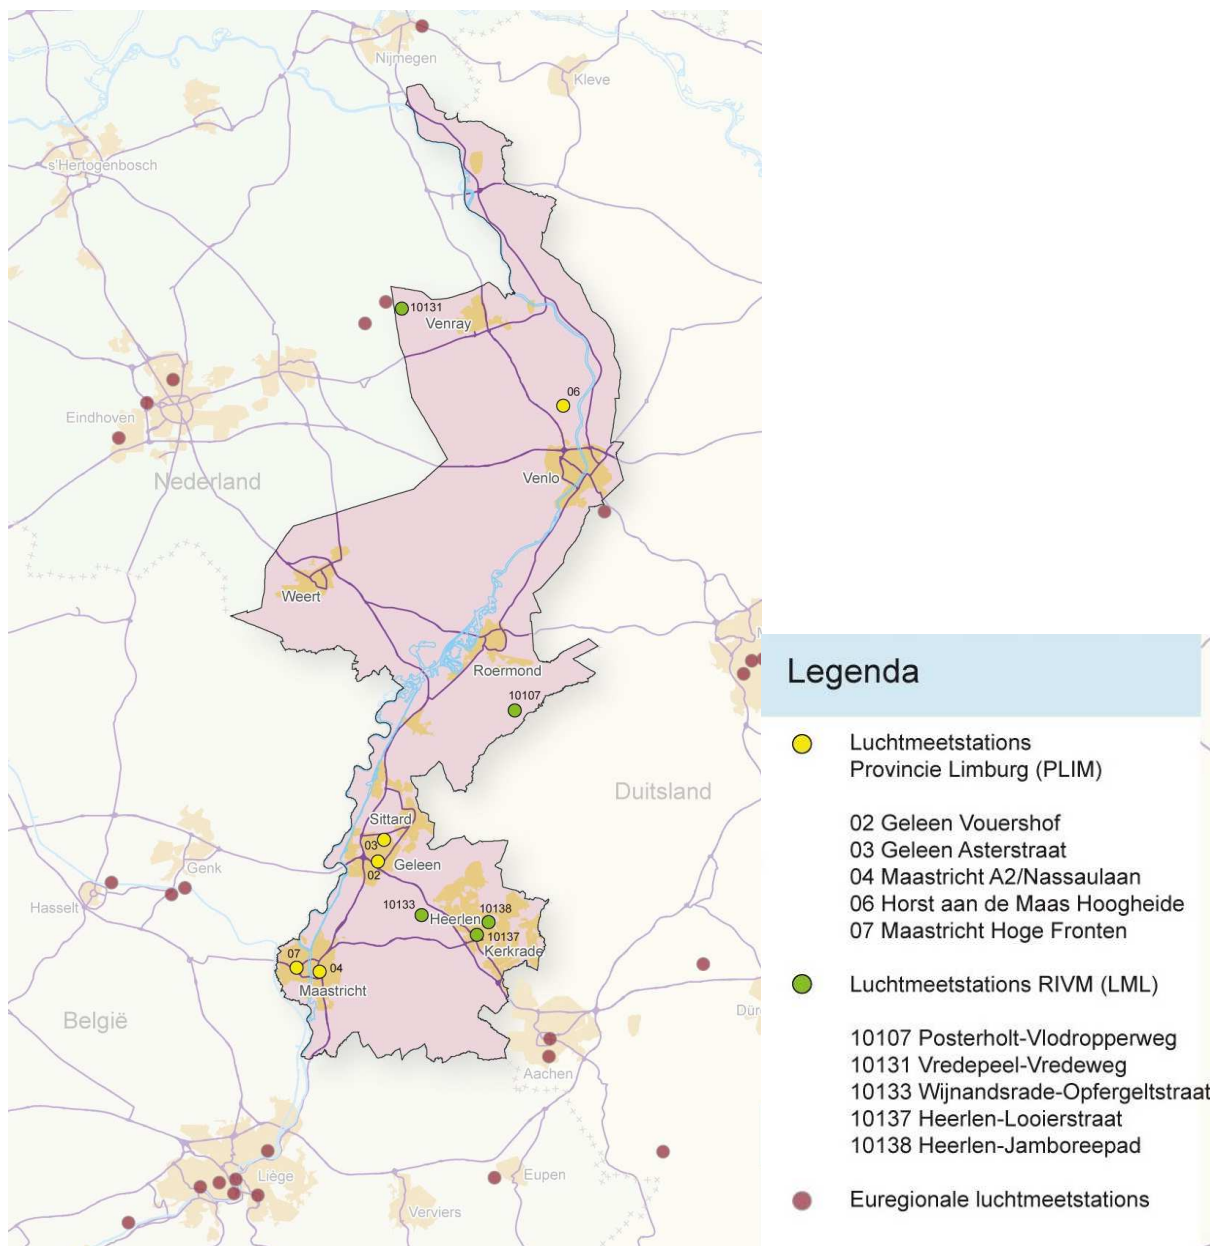 Nijmegen
Kleve
s'Hertogenbosch
10131
Venray
06
Eindhoven
Venlo
Nederland
Weert
Roermond
10107
Duitsland
Sittard
03
Geleen
02
Genk
Hasselt
10133
10138
Heerlen
10137
Kerkrade
07
04
Maastricht
België
Aachen
Liège
Eupen
Verviers
Legenda
Luchtmeetstations
Provincie Limburg (PLIM)
02 Geleen Vouershof
03 Geleen Asterstraat
04 Maastricht A2/Nassaulaan
06 Horst aan de Maas Hoogheide
07 Maastricht Hoge Fronten
Luchtmeetstations RIVM (LML)
10107 Posterholt-Vlodropperweg
10131 Vredepeel-Vredeweg
10133 Wijnandsrade-Opfergeltstraat
10137 Heerlen-Looierstraat
10138 Heerlen-Jamboreepad
Euregionale luchtmeetstations